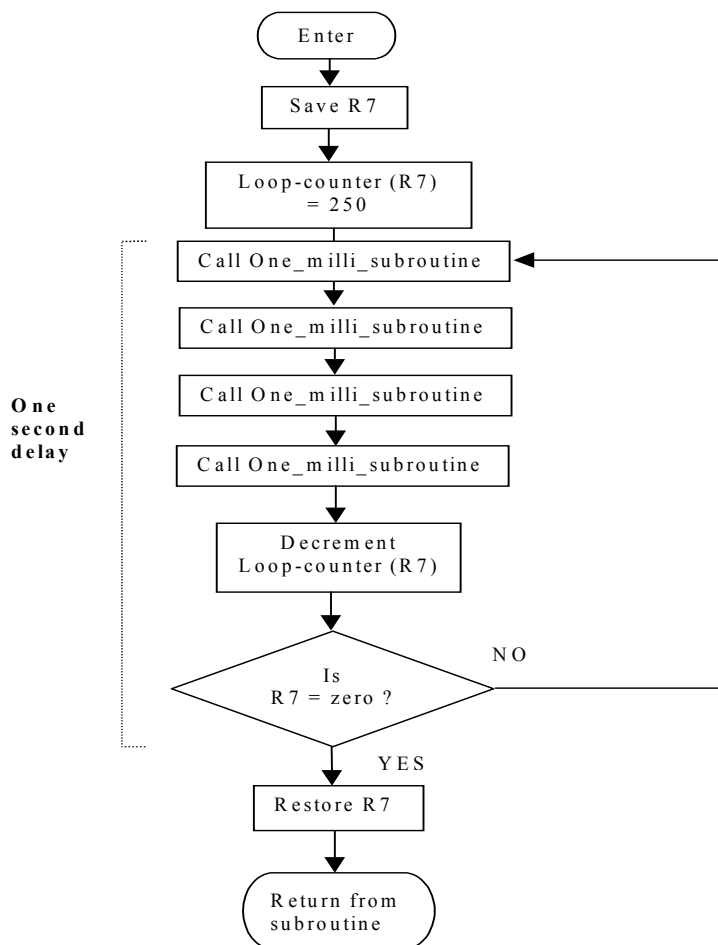 Enter
Save R7
Loop-counter (R7)
= 250
Call One_milli_subroutine
Call One_milli_subroutine
Call One_milli_subroutine
Call One_milli_subroutine
One
second
delay
Decrement
Loop-counter (R7)
Is
R7 = zero ?
NO
YES
Restore R7
Return from
subroutine